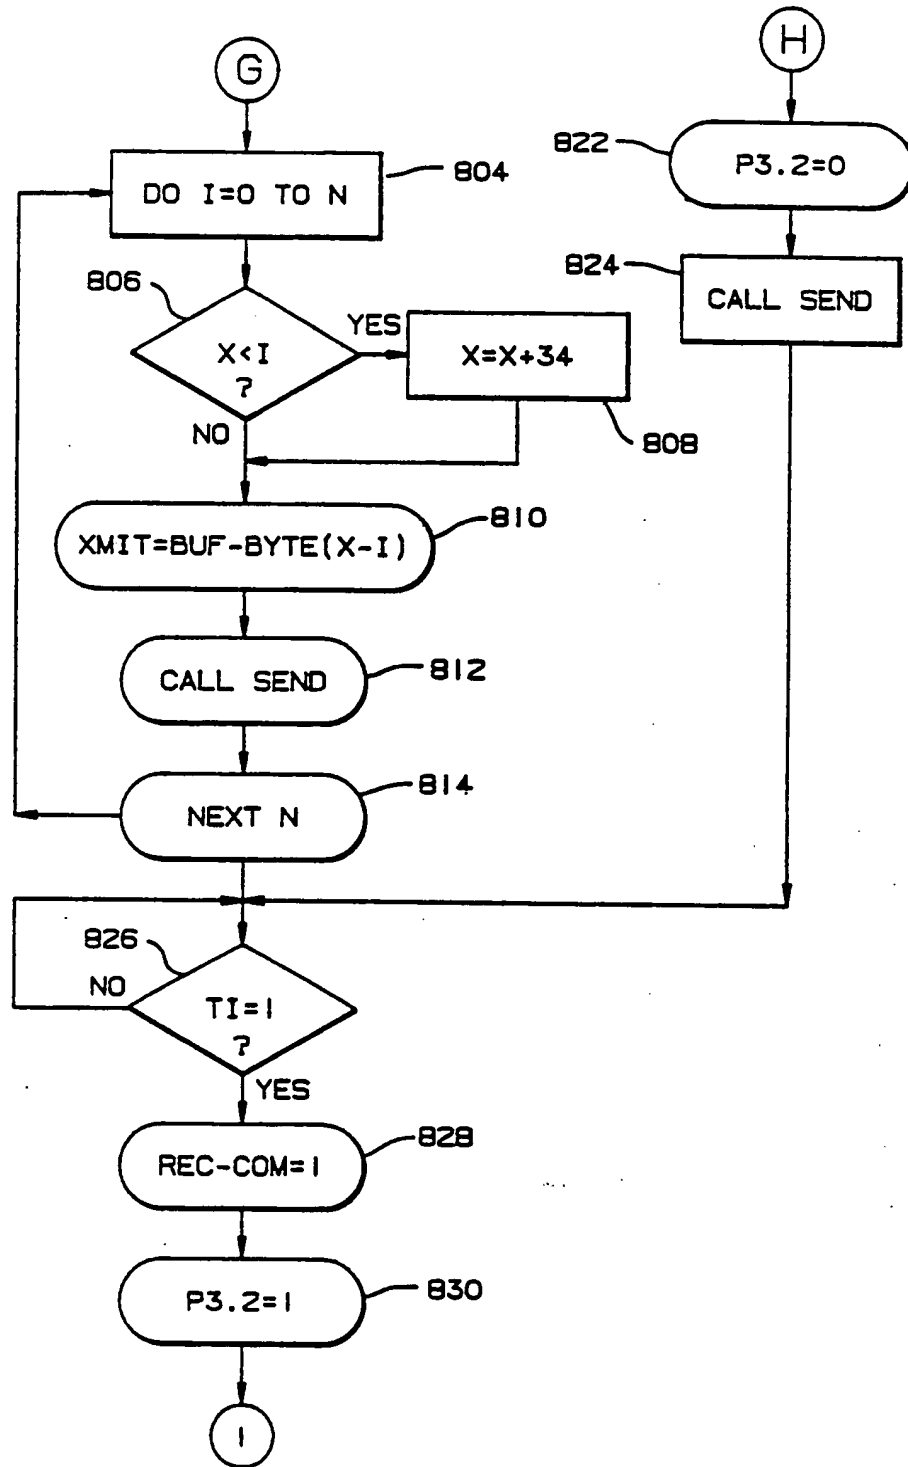 G
H
DO I=0 TO N
804
822
P3.2=0
806
X<I
?
YES
X=X+34
808
824
CALL SEND
NO
XMIT=BUF-BYTE(X-I)
810
CALL SEND
812
NEXT N
814
826
NO
TI=1
?
YES
REC-COM=1
828
P3.2=1
830
I